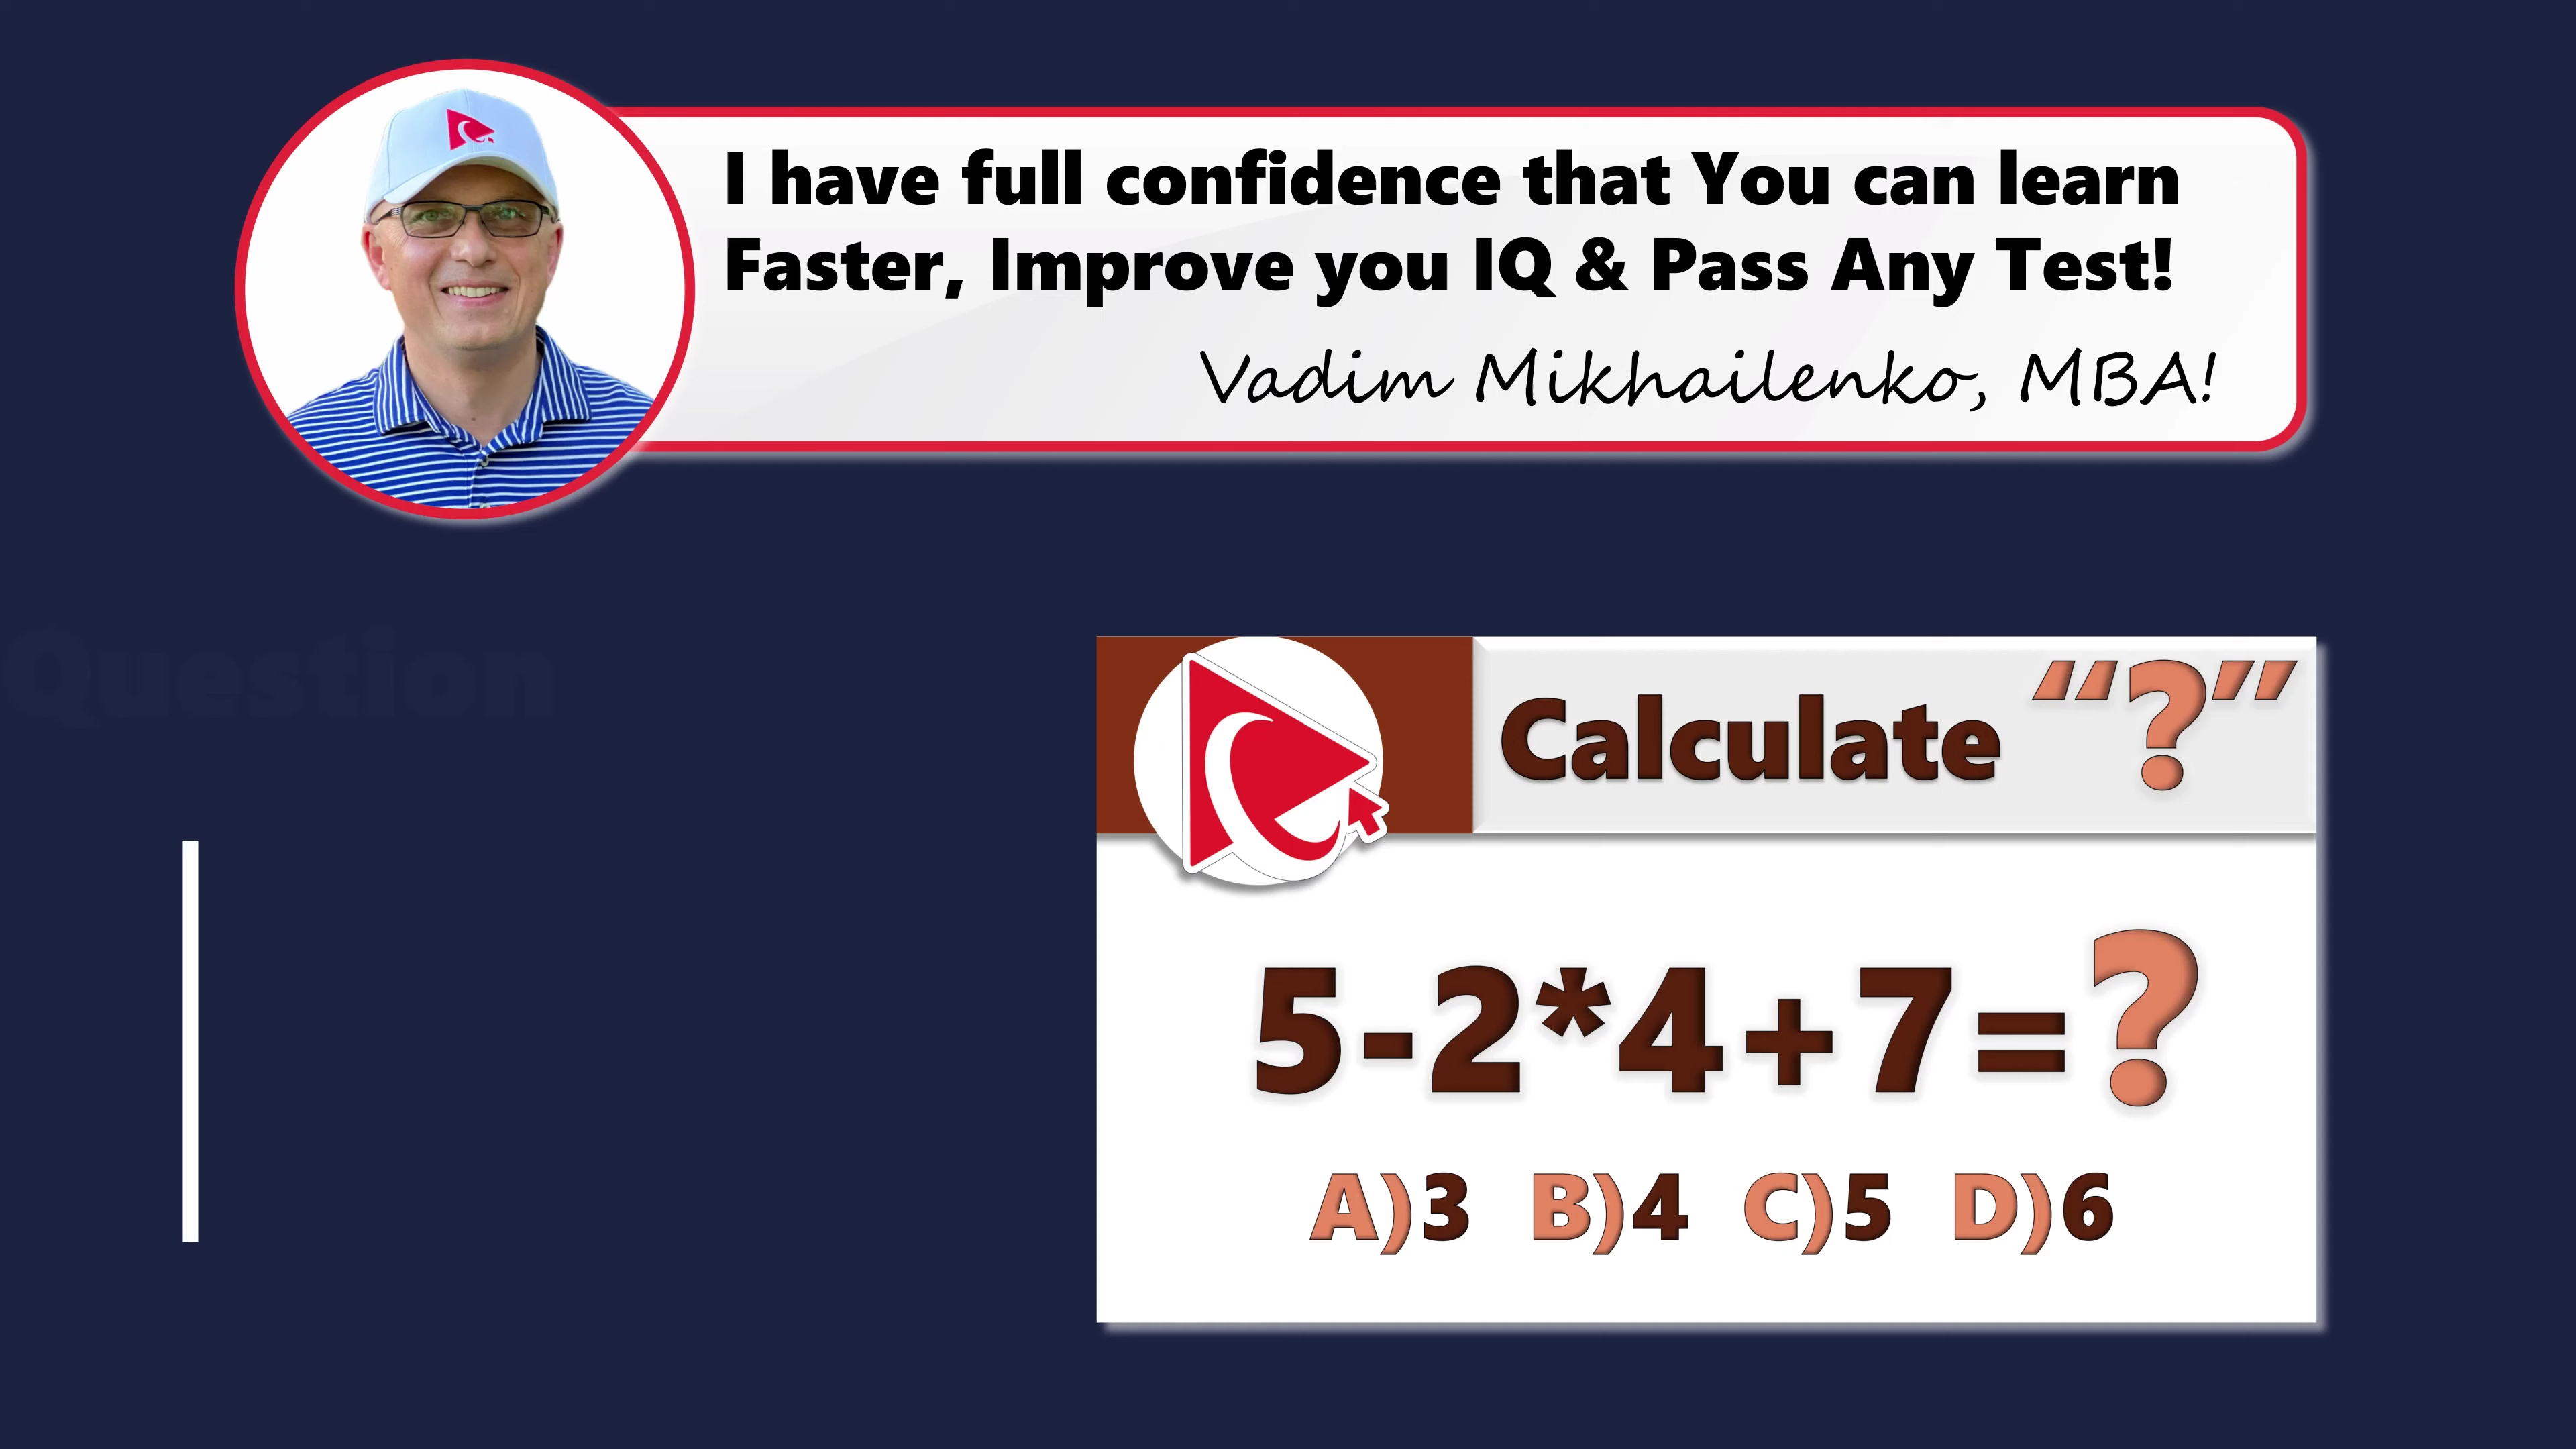 I have full confidence that You can learn
Faster, Improve you IQ & Pass Any Test!
Vadim Mikhailenko, MBA!
Question
Calculate “?”
5-2*4+7=?
A)3 B)4 C)5 D)6